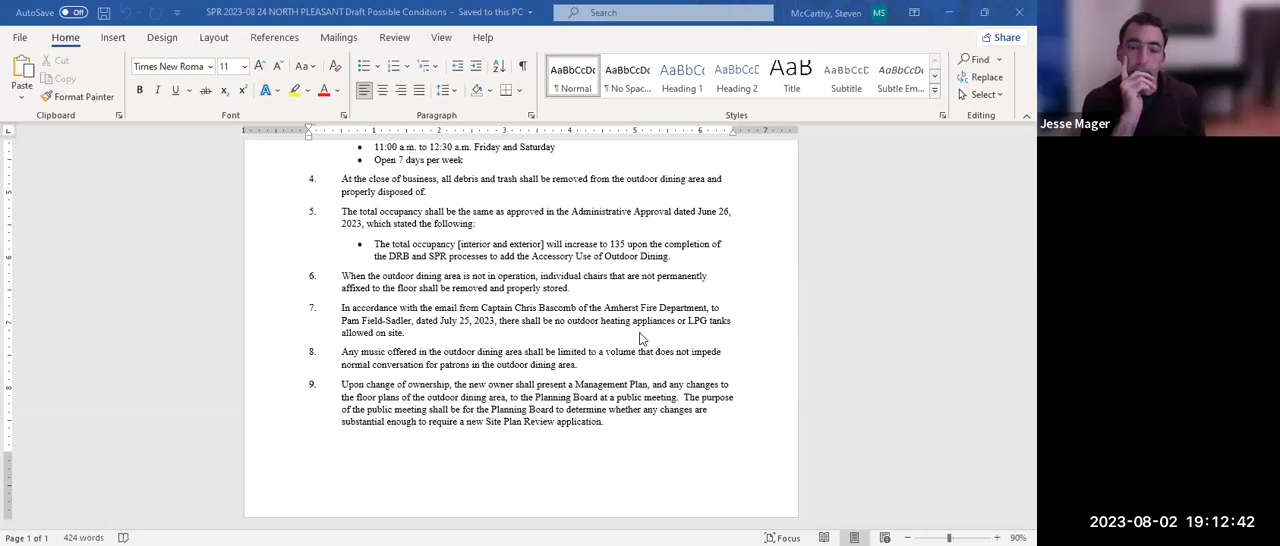 AutoSave Off SPR 2023-08 24 NORTH PLEASANT Draft Possible Conditions - Saved to this PC Search McCarthy, Steven MS
File Home Insert Design Layout References Mailings Review View Help Share
Paste Cut Copy Format Painter
Times New Roma 11
AaBbCcDc AaBbCcDc AaBbCc AaBbCcD AaB AaBbCcD AaBbCcDc
¶ Normal ¶ No Spac... Heading 1 Heading 2 Title Subtitle Subtle Em...
Find Replace Select
Clipboard Font Paragraph Styles Editing
Jesse Mager
• 11:00 a.m. to 12:30 a.m. Friday and Saturday
• Open 7 days per week
4. At the close of business, all debris and trash shall be removed from the outdoor dining area and
properly disposed of.
5. The total occupancy shall be the same as approved in the Administrative Approval dated June 26,
2023, which stated the following:
• The total occupancy [interior and exterior] will increase to 135 upon the completion of
the DRB and SPR processes to add the Accessory Use of Outdoor Dining.
6. When the outdoor dining area is not in operation, individual chairs that are not permanently
affixed to the floor shall be removed and properly stored.
7. In accordance with the email from Captain Chris Bascomb of the Amherst Fire Department, to
Pam Field-Sadler, dated July 25, 2023, there shall be no outdoor heating appliances or LPG tanks
allowed on site.
8. Any music offered in the outdoor dining area shall be limited to a volume that does not impede
normal conversation for patrons in the outdoor dining area.
9. Upon change of ownership, the new owner shall present a Management Plan, and any changes to
the floor plans of the outdoor dining area, to the Planning Board at a public meeting. The purpose
of the public meeting shall be for the Planning Board to determine whether any changes are
substantial enough to require a new Site Plan Review application.
2023-08-02 19:12:42
Page 1 of 1 424 words Focus 90%